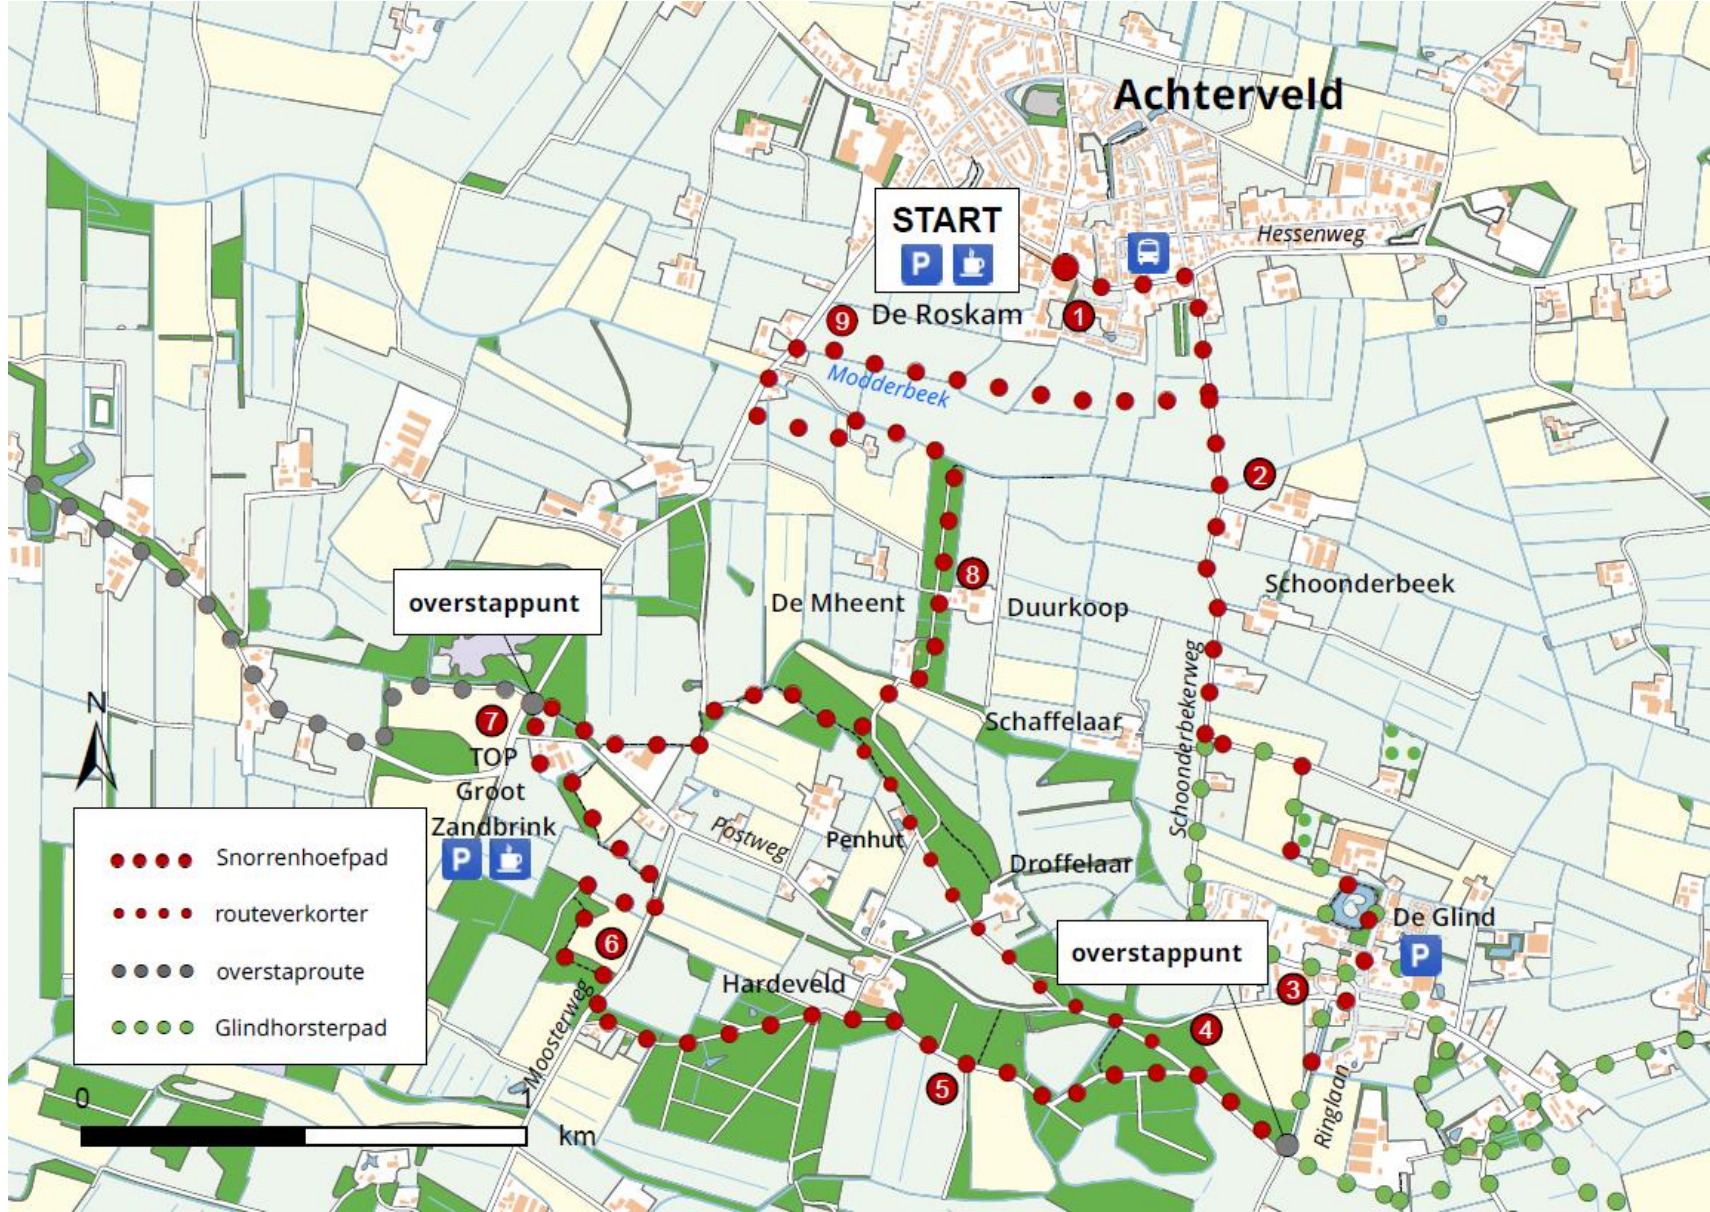 Achterveld
START
P
Hessenweg
De Roskam
1
9
Modderbeek
2
overstappunt
De Mheent
8
Duurkoop
Schoonderbeek
N
7
TOP
Groot
Zandbrink
P
Schaffelaar
Schoonderbekerweg
Postweg
Penhut
Droffelaar
De Glind
P
overstappunt
6
Hardeveld
3
4
Moosterweg
5
Ringlaan
Snorrenhoefpad
routeverkorter
overstaproute
Glindhorsterpad
0
1
km